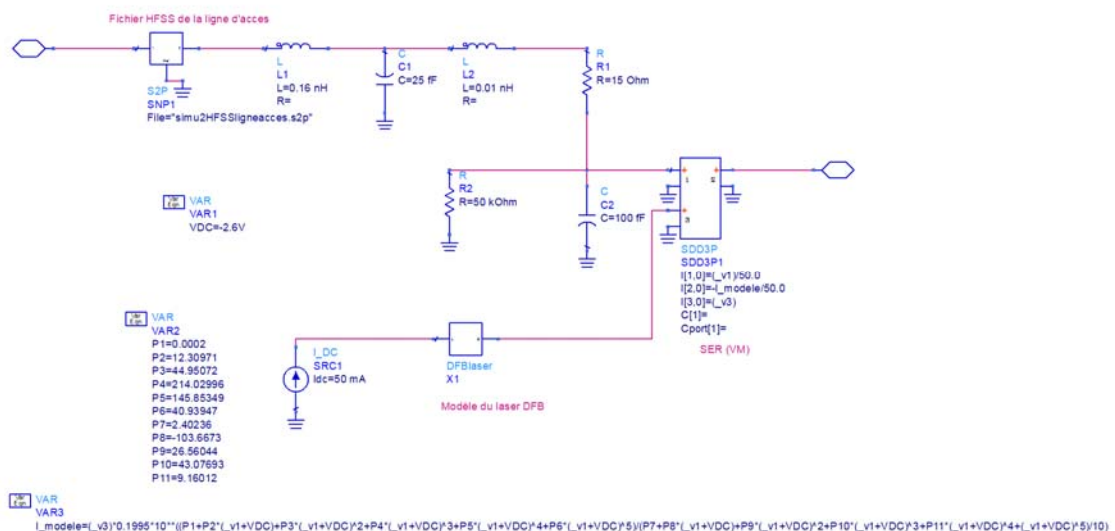 Fichier HFSS de la ligne d'acces
S2P
SNP1
File="simu2HFSSligneacces.s2p"
L
L1
L=0.16 nH
R=
C
C1
C=25 fF
L
L2
L=0.01 nH
R=
R
R1
R=15 Ohm
R
R2
R=50 kOhm
C
C2
C=100 fF
SDD3P
SDD3P1
I[1,0]=(_v1)/50.0
I[2,0]=-I_modele/50.0
I[3,0]=(_v3)
C[1]=
Cport[1]=
SER (VM)
Var
Eqn
VAR
VAR1
VDC=-2.6V
Var
Eqn
VAR
VAR2
P1=0.0002
P2=12.30971
P3=44.95072
P4=214.02996
P5=145.85349
P6=40.93947
P7=2.40236
P8=-103.6673
P9=26.56044
P10=43.07693
P11=9.16012
I_DC
SRC1
Idc=50 mA
DFBlaser
X1
Modèle du laser DFB
Var
Eqn
VAR
VAR3
I_modele=(_v3)*0.1995*10**((P1+P2*(_v1+VDC)+P3*(_v1+VDC)^2+P4*(_v1+VDC)^3+P5*(_v1+VDC)^4+P6*(_v1+VDC)^5)/(P7+P8*(_v1+VDC)+P9*(_v1+VDC)^2+P10*(_v1+VDC)^3+P11*(_v1+VDC)^4+(_v1+VDC)^5)/10)